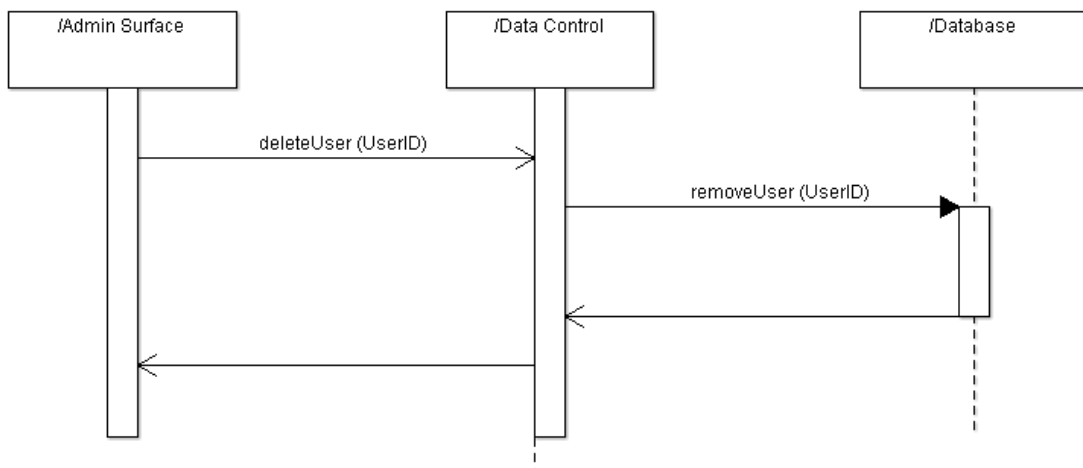 /Admin Surface
/Data Control
/Database
deleteUser (UserID)
removeUser (UserID)